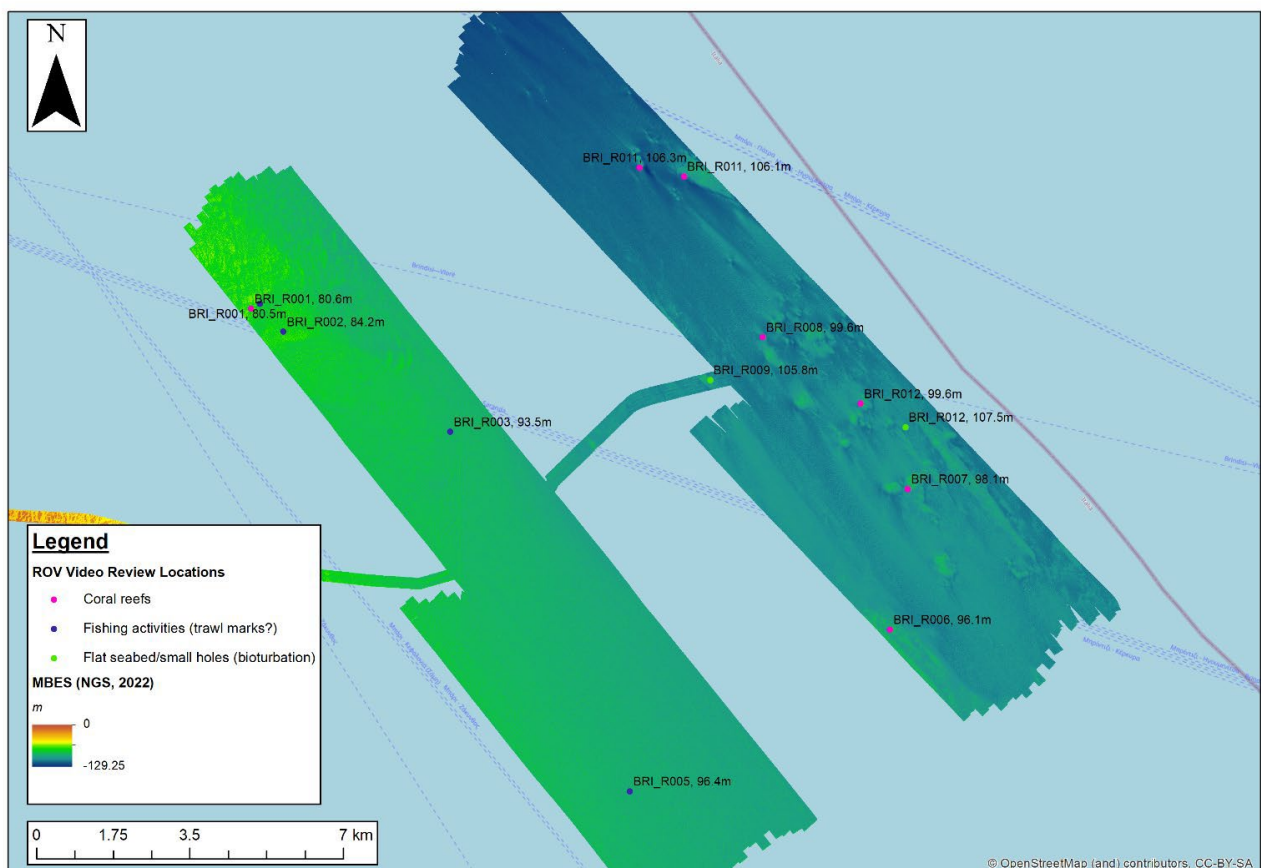 N
BRI_R011, 106.3m
BRI_R011, 106.1m
BRI_R001, 80.6m
BRI_R001, 80.5m
BRI_R002, 84.2m
BRI_R008, 99.6m
BRI_R009, 105.8m
BRI_R012, 99.6m
BRI_R012, 107.5m
BRI_R003, 93.5m
BRI_R007, 98.1m
BRI_R006, 96.1m
BRI_R005, 96.4m
Legend
ROV Video Review Locations
Coral reefs
Fishing activities (trawl marks?)
Flat seabed/small holes (bioturbation)
MBES (NGS, 2022)
m
0
-129.25
0 1.75 3.5 7 km
© OpenStreetMap (and) contributors, CC-BY-SA